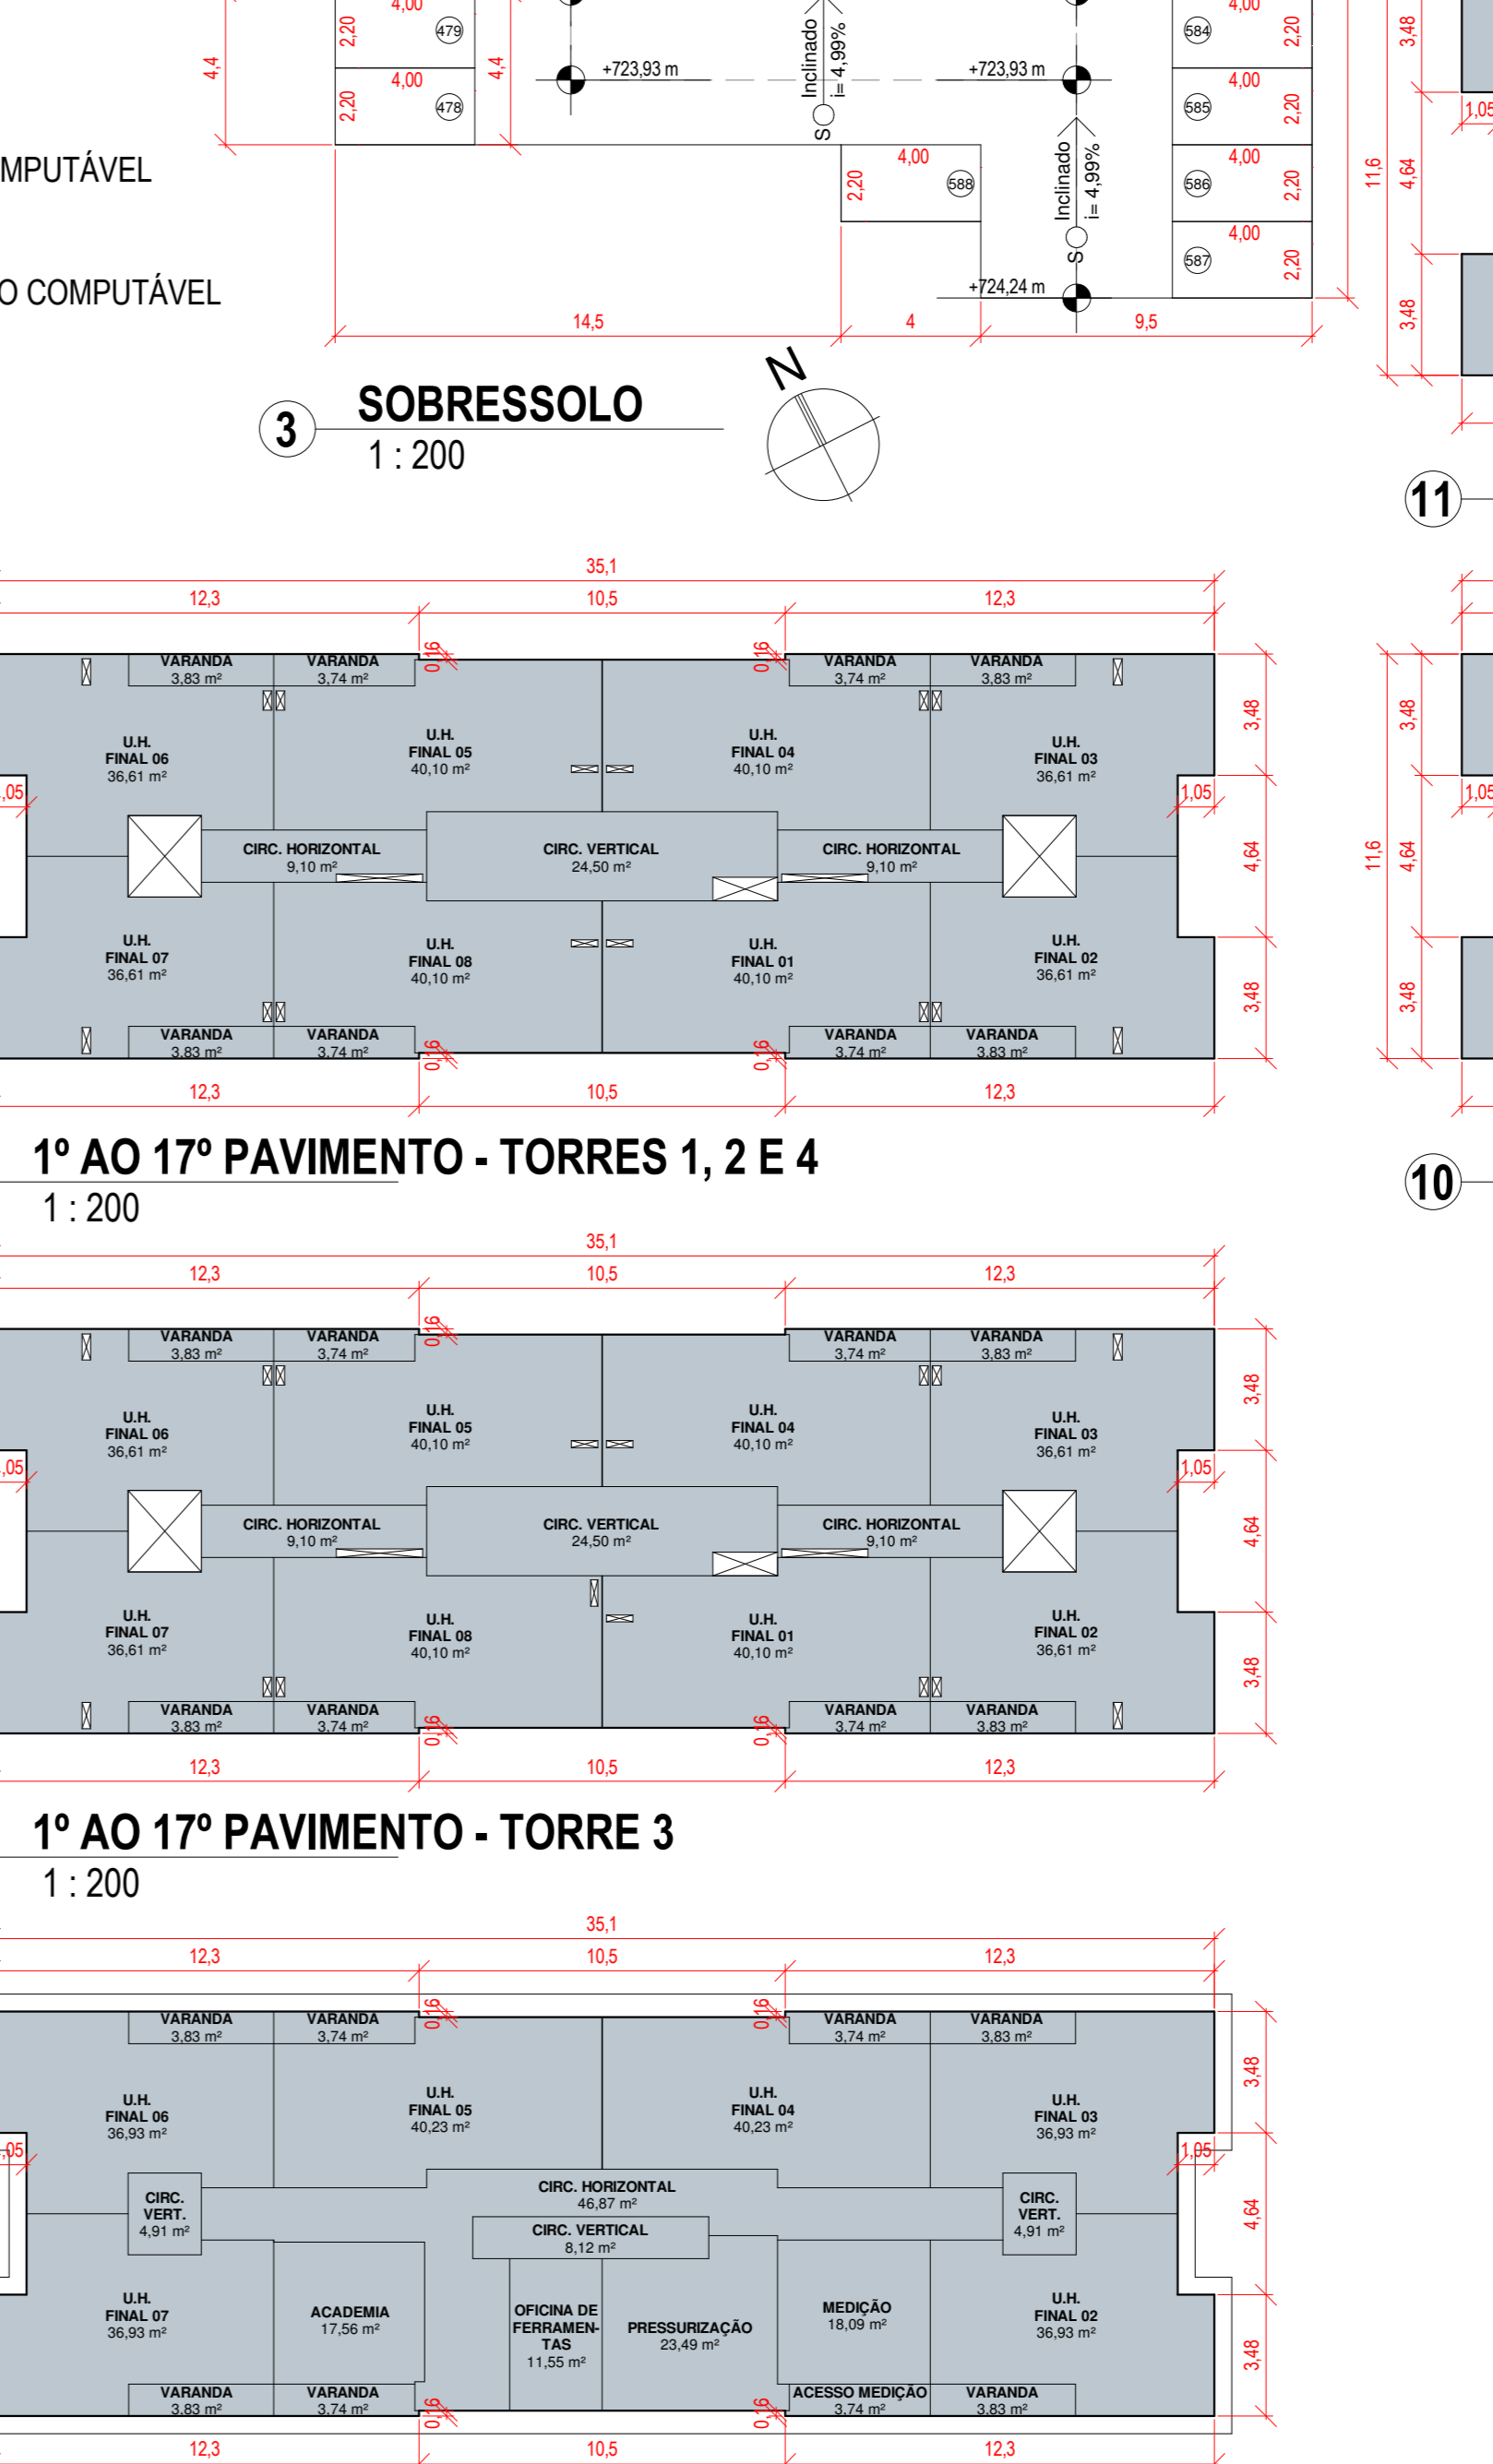 4,00
2,20
479
4,00
2,20
478
4,4
4,4
+723,93 m
Inclinado
i= 4,99%
S
+723,93 m
4,00
2,20
588
Inclinado
i= 4,99%
S
+724,24 m
4,00
584
2,20
4,00
585
2,20
4,00
586
2,20
4,00
587
2,20
14,5
4
9,5
MPUTÁVEL
O COMPUTÁVEL
3
SOBRESSOLO
1 : 200
N
3,48
1,05
4,64
11,6
3,48
11
35,1
12,3
10,5
12,3
VARANDA
3,83 m²
VARANDA
3,74 m²
0,16
0,16
VARANDA
3,74 m²
VARANDA
3,83 m²
U.H.
FINAL 06
36,61 m²
U.H.
FINAL 05
40,10 m²
U.H.
FINAL 04
40,10 m²
U.H.
FINAL 03
36,61 m²
3,48
,05
1,05
CIRC. HORIZONTAL
9,10 m²
CIRC. VERTICAL
24,50 m²
CIRC. HORIZONTAL
9,10 m²
4,64
U.H.
FINAL 07
36,61 m²
U.H.
FINAL 08
40,10 m²
U.H.
FINAL 01
40,10 m²
U.H.
FINAL 02
36,61 m²
3,48
VARANDA
3,83 m²
VARANDA
3,74 m²
0,16
0,16
VARANDA
3,74 m²
VARANDA
3,83 m²
12,3
10,5
12,3
3,48
1,05
11,6
4,64
3,48
1º AO 17º PAVIMENTO - TORRES 1, 2 E 4
1 : 200
10
35,1
12,3
10,5
12,3
VARANDA
3,83 m²
VARANDA
3,74 m²
0,16
VARANDA
3,74 m²
VARANDA
3,83 m²
U.H.
FINAL 06
36,61 m²
U.H.
FINAL 05
40,10 m²
U.H.
FINAL 04
40,10 m²
U.H.
FINAL 03
36,61 m²
3,48
,05
1,05
CIRC. HORIZONTAL
9,10 m²
CIRC. VERTICAL
24,50 m²
CIRC. HORIZONTAL
9,10 m²
4,64
U.H.
FINAL 07
36,61 m²
U.H.
FINAL 08
40,10 m²
U.H.
FINAL 01
40,10 m²
U.H.
FINAL 02
36,61 m²
3,48
VARANDA
3,83 m²
VARANDA
3,74 m²
0,16
0,16
VARANDA
3,74 m²
VARANDA
3,83 m²
12,3
10,5
12,3
1º AO 17º PAVIMENTO - TORRE 3
1 : 200
35,1
12,3
10,5
12,3
VARANDA
3,83 m²
VARANDA
3,74 m²
0,16
0,16
VARANDA
3,74 m²
VARANDA
3,83 m²
U.H.
FINAL 06
36,93 m²
U.H.
FINAL 05
40,23 m²
U.H.
FINAL 04
40,23 m²
U.H.
FINAL 03
36,93 m²
3,48
,05
1,05
CIRC.
VERT.
4,91 m²
CIRC. HORIZONTAL
46,87 m²
CIRC. VERTICAL
8,12 m²
CIRC.
VERT.
4,91 m²
4,64
U.H.
FINAL 07
36,93 m²
ACADEMIA
17,56 m²
OFICINA DE
FERRAMEN-
TAS
11,55 m²
PRESSURIZAÇÃO
23,49 m²
MEDIÇÃO
18,09 m²
U.H.
FINAL 02
36,93 m²
3,48
VARANDA
3,83 m²
VARANDA
3,74 m²
0,16
0,16
ACESSO MEDIÇÃO
3,74 m²
VARANDA
3,83 m²
12,3
10,5
12,3